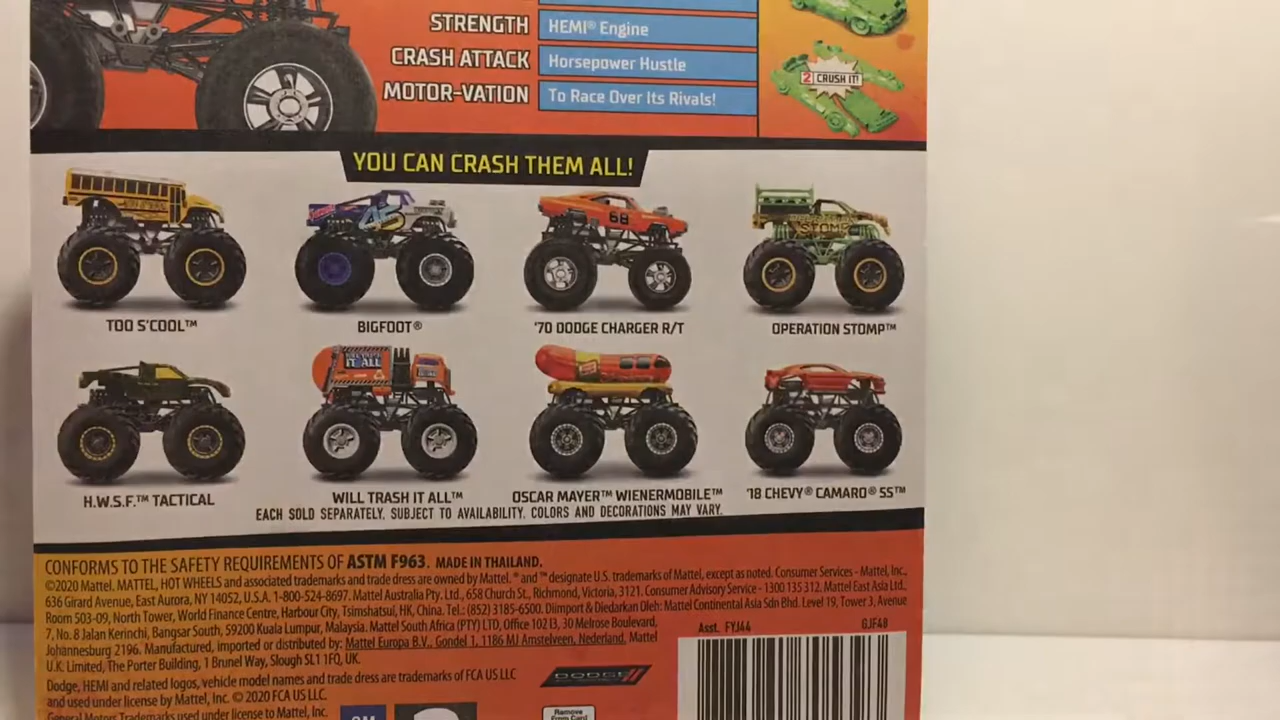 STRENGTH HEMI® Engine
CRASH ATTACK Horsepower Hustle
MOTOR-VATION To Race Over Its Rivals!
2 CRUSH IT!
YOU CAN CRASH THEM ALL!
68
STOMP
TOO S'COOL™ BIGFOOT® '70 DODGE CHARGER R/T OPERATION STOMP™
IT ALL
H.W.S.F.™ TACTICAL WILL TRASH IT ALL™ OSCAR MAYER™ WIENERMOBILE™ '18 CHEVY® CAMARO® SS™
EACH SOLD SEPARATELY, SUBJECT TO AVAILABILITY. COLORS AND DECORATIONS MAY VARY.
CONFORMS TO THE SAFETY REQUIREMENTS OF ASTM F963. MADE IN THAILAND.
©2020 Mattel. MATTEL, HOT WHEELS and associated trademarks and trade dress are owned by Mattel. ® and ™ designate U.S. trademarks of Mattel, except as noted. Consumer Services - Mattel, Inc.,
636 Girard Avenue, East Aurora, NY 14052, U.S.A. 1-800-524-8697. Mattel Australia Pty. Ltd., 658 Church St., Richmond, Victoria, 3121. Consumer Advisory Service - 1300 135 312. Mattel East Asia Ltd.,
Room 503-09, North Tower, World Finance Centre, Harbour City, Tsimshatsui, HK, China. Tel.: (852) 3185-6500. Diimport & Diedarkan Oleh: Mattel Continental Asia Sdn Bhd. Level 19, Tower 3, Avenue
7, No. 8 Jalan Kerinchi, Bangsar South, 59200 Kuala Lumpur, Malaysia. Mattel South Africa (PTY) LTD, Office 102 I3, 30 Melrose Boulevard,
Johannesburg 2196. Manufactured, imported or distributed by: Mattel Europa B.V., Gondel 1, 1186 MJ Amstelveen, Nederland, Mattel
U.K. Limited, The Porter Building, 1 Brunel Way, Slough SL1 1FQ, UK.
Asst. FYJ44 GJF48
Dodge, HEMI and related logos, vehicle model names and trade dress are trademarks of FCA US LLC
and used under license by Mattel, Inc. © 2020 FCA US LLC.
DODGE
General Motors Trademarks used under license to Mattel, Inc.
GM
Remove
From Card